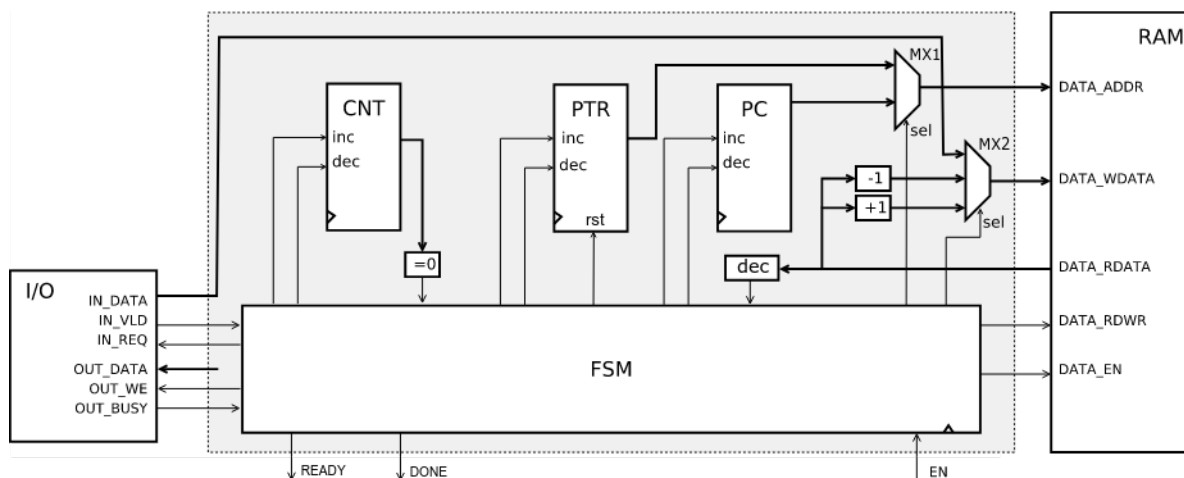 RAM
MX1
DATA_ADDR
CNT
PTR
PC
inc
inc
inc
sel
dec
dec
dec
MX2
-1
DATA_WDATA
+1
rst
sel
=0
dec
DATA_RDATA
I/O
IN_DATA
IN_VLD
IN_REQ
OUT_DATA
OUT_WE
OUT_BUSY
FSM
DATA_RDWR
DATA_EN
READY
DONE
EN